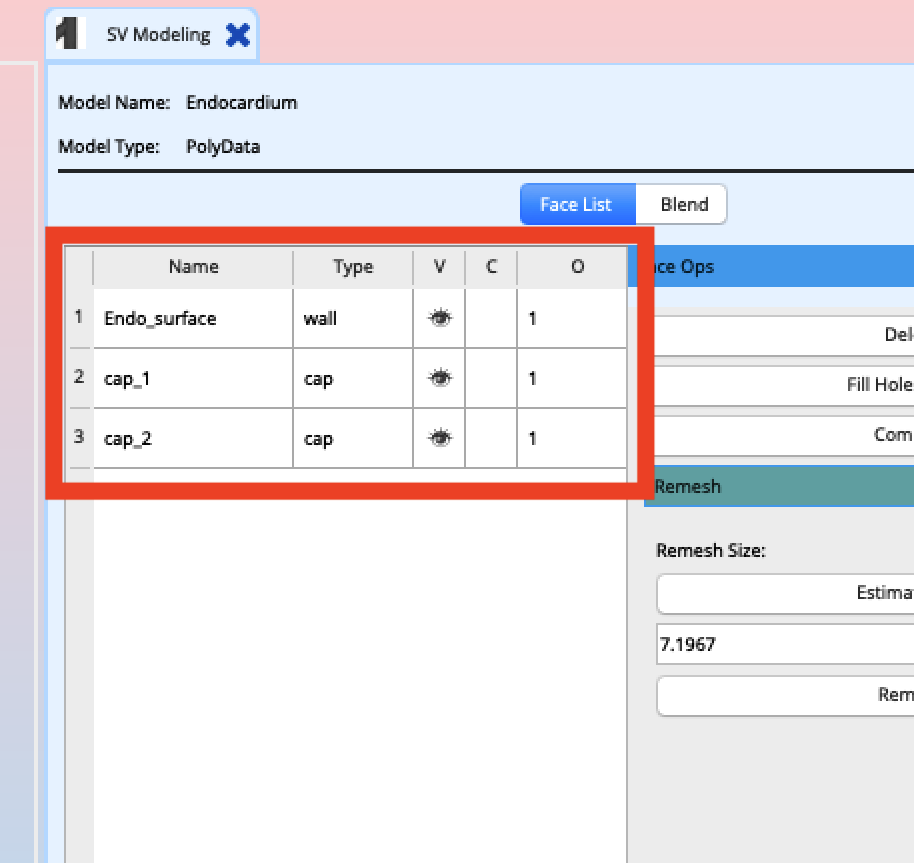 SV Modeling
Model Name: Endocardium
Model Type: PolyData
Face List Blend
Name Type V C O
ce Ops
1 Endo_surface wall 1
Del
2 cap_1 cap 1
Fill Hole
3 cap_2 cap 1
Com
Remesh
Remesh Size:
Estima
7.1967
Rem